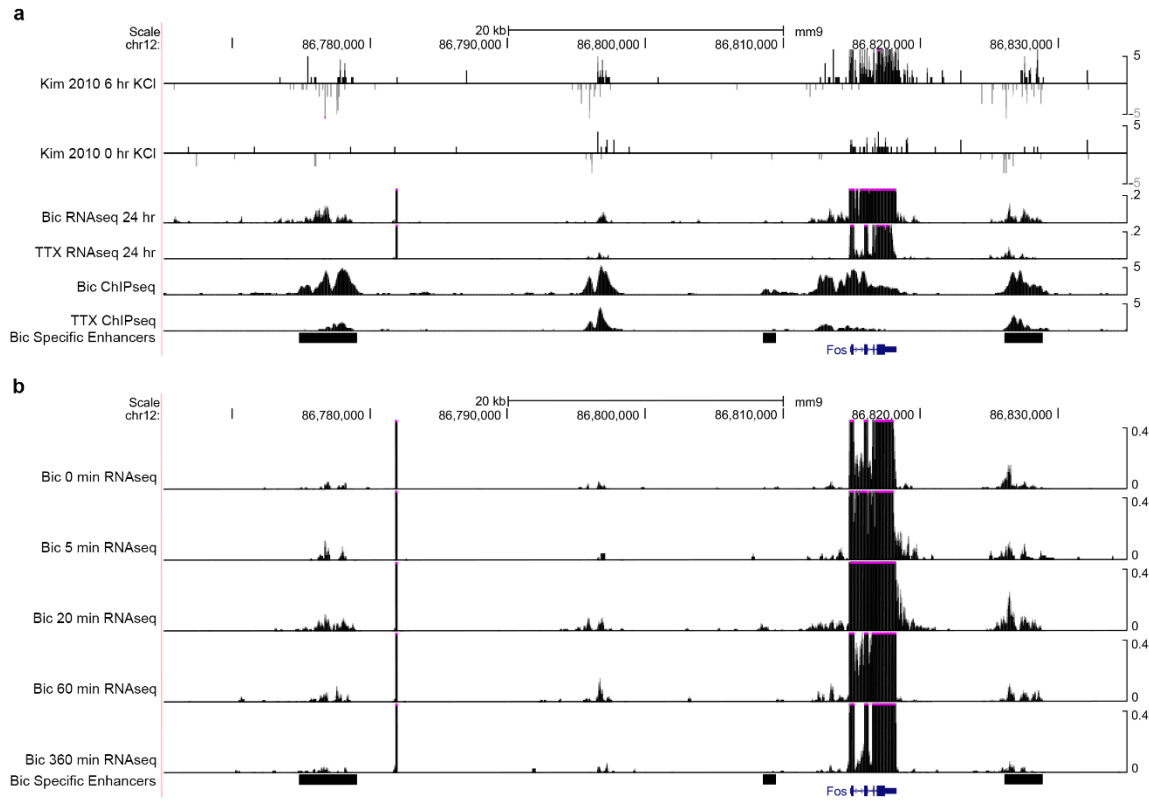 a
Scale 20 kb mm9
chr12: 86,780,000 86,790,000 86,800,000 86,810,000 86,820,000 86,830,000
5
Kim 2010 6 hr KCl
-5
5
Kim 2010 0 hr KCl
-5
.2
Bic RNAseq 24 hr
.2
TTX RNAseq 24 hr
5
Bic ChIPseq
5
TTX ChIPseq
Bic Specific Enhancers
Fos
b
Scale 20 kb mm9
chr12: 86,780,000 86,790,000 86,800,000 86,810,000 86,820,000 86,830,000
0.4
Bic 0 min RNAseq
0
0.4
Bic 5 min RNAseq
0
0.4
Bic 20 min RNAseq
0
0.4
Bic 60 min RNAseq
0
0.4
Bic 360 min RNAseq
0
Bic Specific Enhancers
Fos